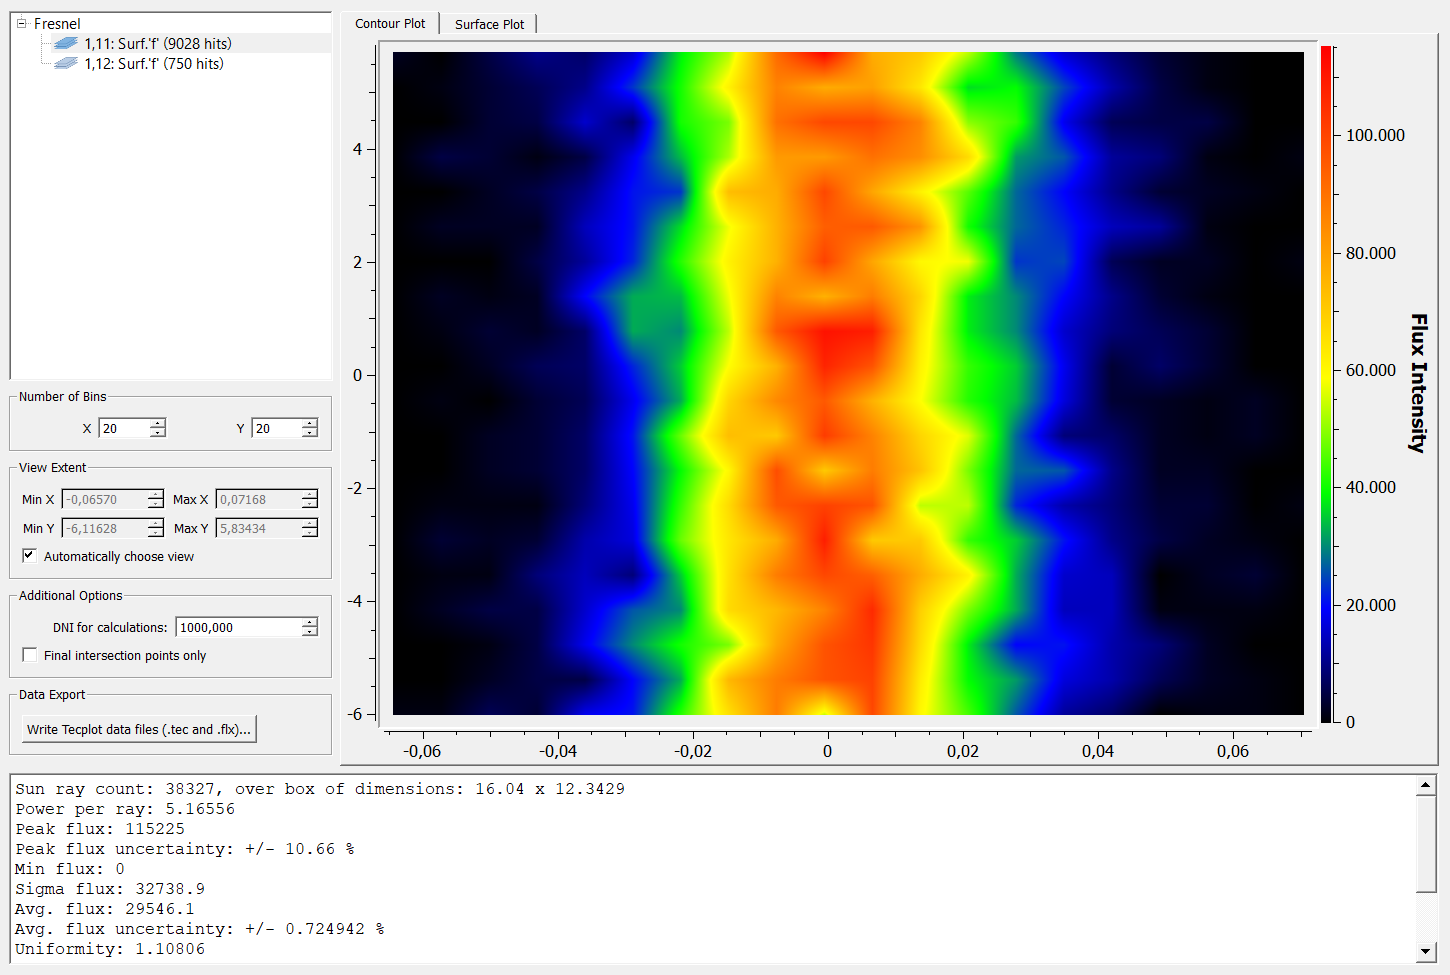 Fresnel
1,11: Surf.'f' (9028 hits)
1,12: Surf.'f' (750 hits)
Number of Bins
X 20 Y 20
View Extent
Min X -0,06570 Max X 0,07168
Min Y -6,11628 Max Y 5,83434
Automatically choose view
Additional Options
DNI for calculations: 1000,000
Final intersection points only
Data Export
Write Tecplot data files (.tec and .flx)...
Contour Plot Surface Plot
4
2
0
-2
-4
-6
-0,06 -0,04 -0,02 0 0,02 0,04 0,06
100.000
80.000
60.000
40.000
20.000
0
Flux Intensity
Sun ray count: 38327, over box of dimensions: 16.04 x 12.3429
Power per ray: 5.16556
Peak flux: 115225
Peak flux uncertainty: +/- 10.66 %
Min flux: 0
Sigma flux: 32738.9
Avg. flux: 29546.1
Avg. flux uncertainty: +/- 0.724942 %
Uniformity: 1.10806